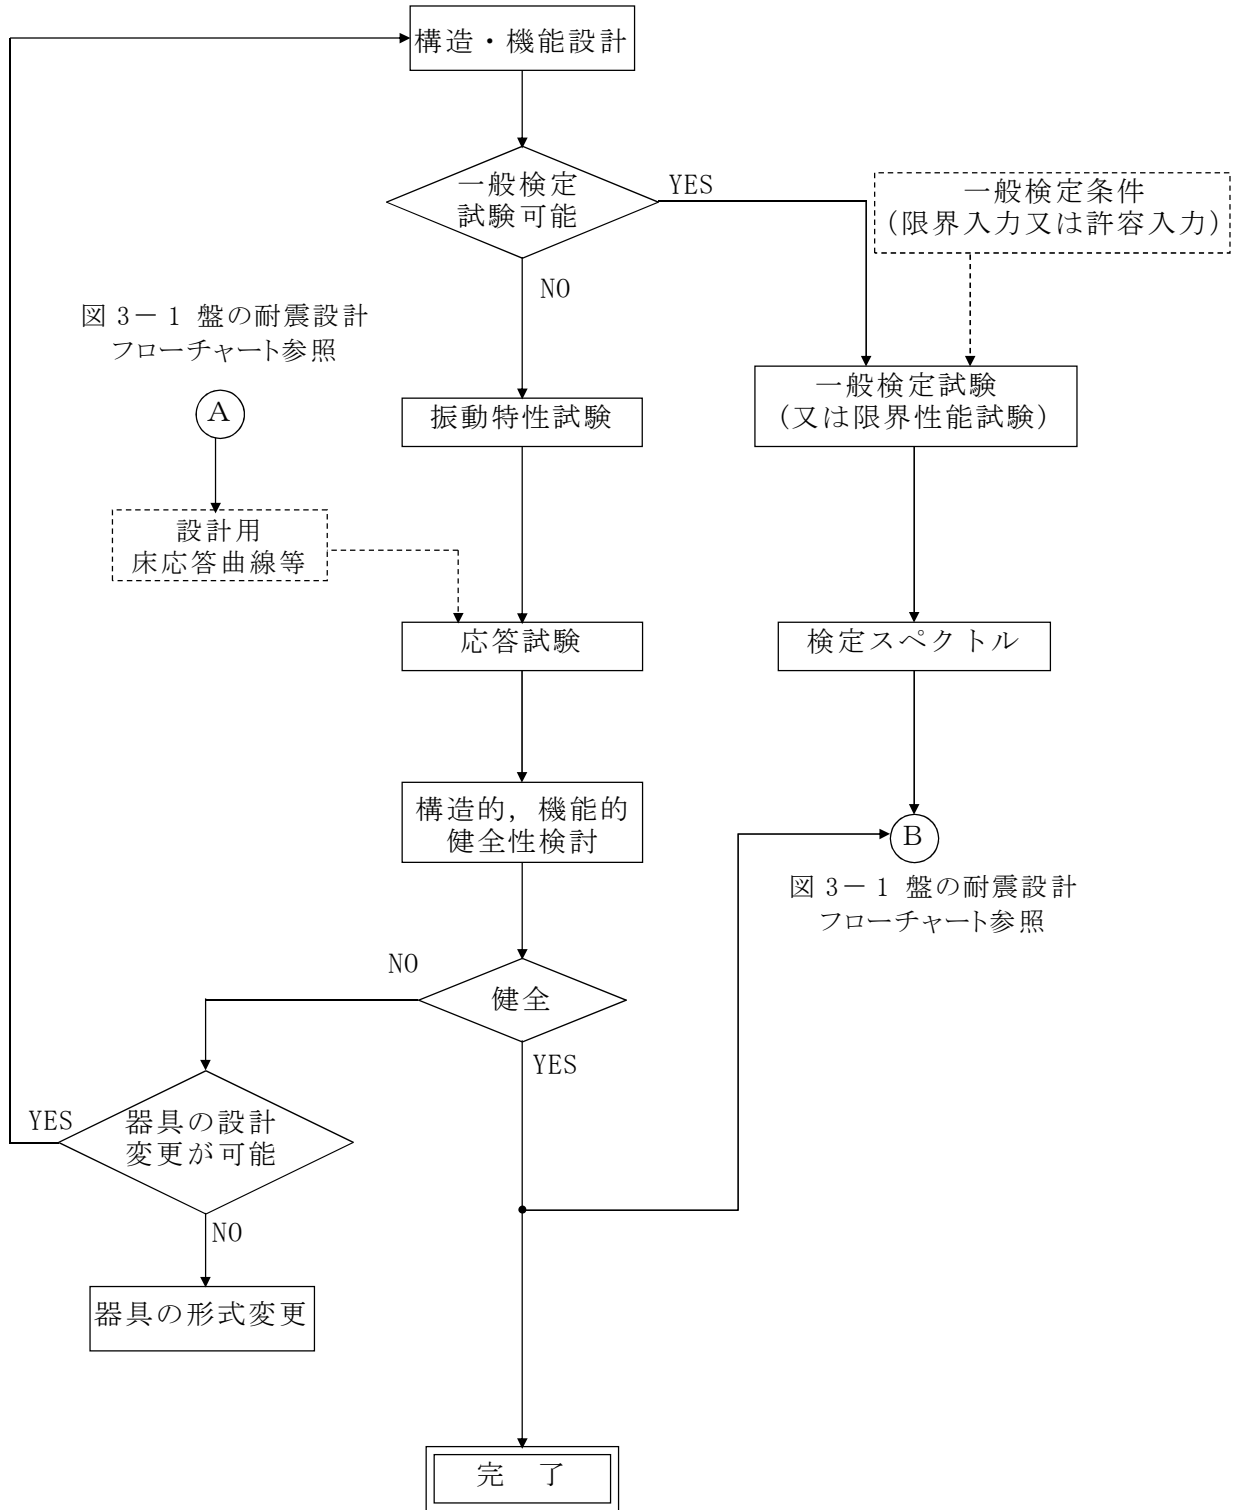 構造・機能設計
一般検定
試験可能
YES
一般検定条件
(限界入力又は許容入力)
NO
図 3－1 盤の耐震設計
フローチャート参照
A
一般検定試験
(又は限界性能試験)
振動特性試験
設計用
床応答曲線等
応答試験
検定スペクトル
構造的，機能的
健全性検討
B
図 3－1 盤の耐震設計
フローチャート参照
NO
健全
YES
YES
器具の設計
変更が可能
NO
器具の形式変更
完 了